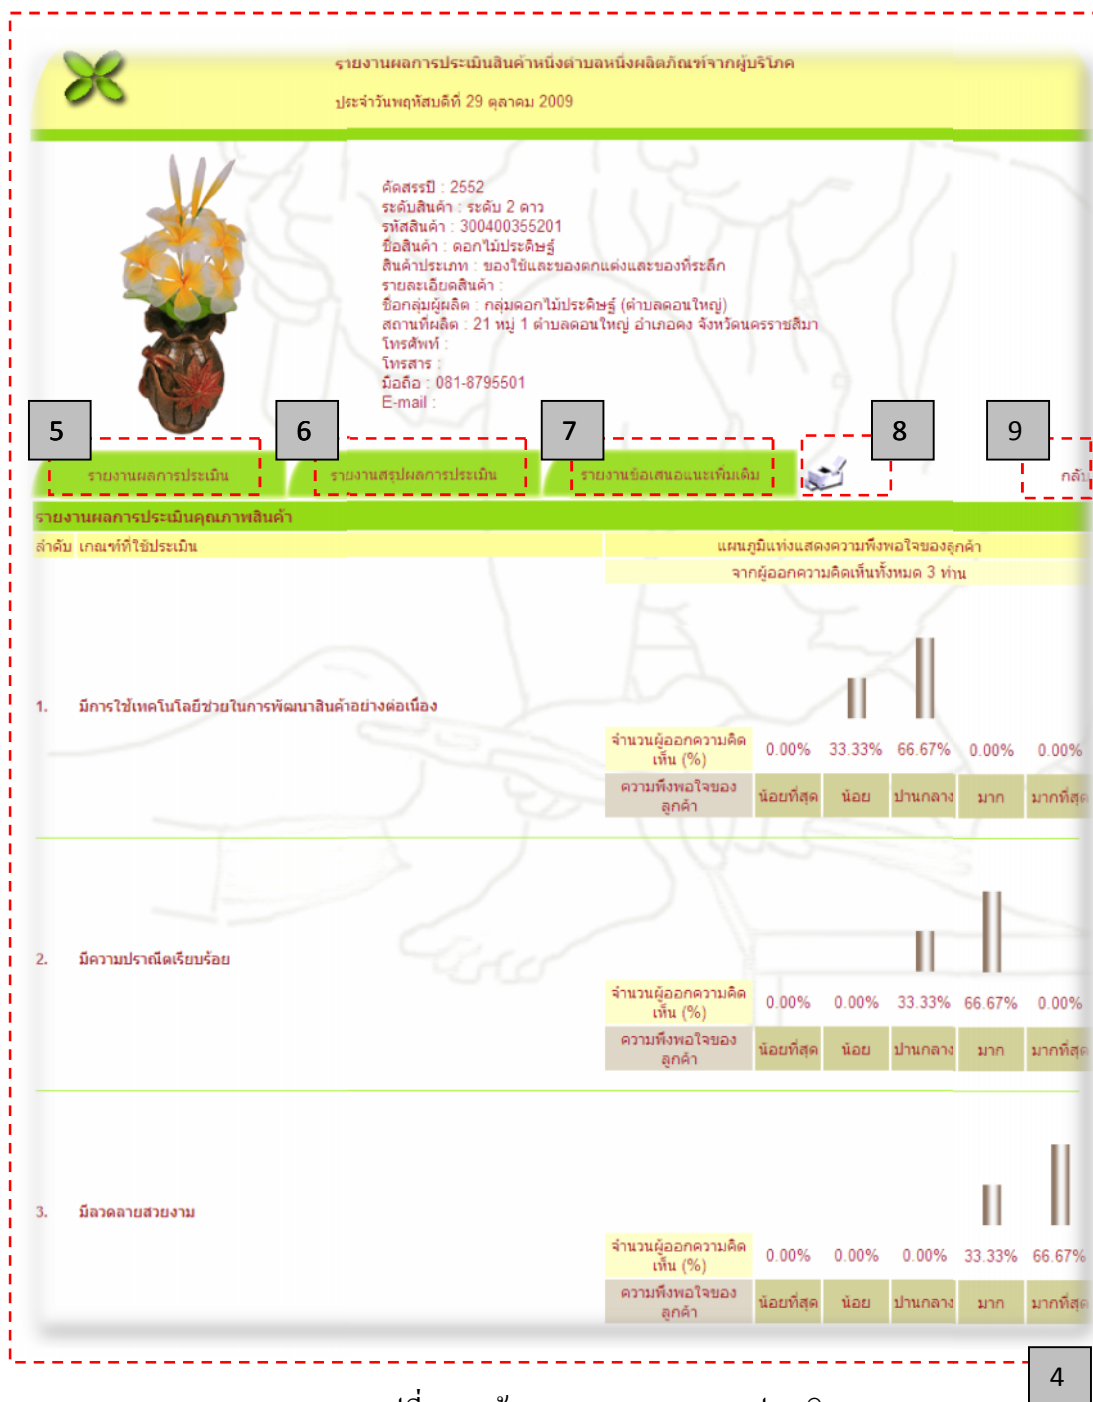 รายงานผลการประเมินสินค้าหนึ่งตำบลหนึ่งผลิตภัณฑ์จากผู้บริโภค
ประจำวันพฤหัสบดีที่ 29 ตุลาคม 2009
คัดสรรปี : 2552
ระดับสินค้า : ระดับ 2 ดาว
รหัสสินค้า : 300400355201
ชื่อสินค้า : ดอกไม้ประดิษฐ์
สินค้าประเภท : ของใช้และของตกแต่งและของที่ระลึก
รายละเอียดสินค้า :
ชื่อกลุ่มผู้ผลิต : กลุ่มดอกไม้ประดิษฐ์ (ตำบลดอนใหญ่)
สถานที่ผลิต : 21 หมู่ 1 ตำบลดอนใหญ่ อำเภอคง จังหวัดนครราชสีมา
โทรศัพท์ :
โทรสาร :
มือถือ : 081-8795501
E-mail :
5 6 7 8 9
รายงานผลการประเมิน รายงานสรุปผลการประเมิน รายงานข้อเสนอแนะเพิ่มเติม กลับ
รายงานผลการประเมินคุณภาพสินค้า
ลำดับ เกณฑ์ที่ใช้ประเมิน แผนภูมิแท่งแสดงความพึงพอใจของลูกค้า
จากผู้ออกความคิดเห็นทั้งหมด 3 ท่าน
1. มีการใช้เทคโนโลยีช่วยในการพัฒนาสินค้าอย่างต่อเนื่อง
จำนวนผู้ออกความคิด
เห็น (%) 0.00% 33.33% 66.67% 0.00% 0.00%
ความพึงพอใจของ
ลูกค้า น้อยที่สุด น้อย ปานกลาง มาก มากที่สุด
2. มีความปราณีตเรียบร้อย
จำนวนผู้ออกความคิด
เห็น (%) 0.00% 0.00% 33.33% 66.67% 0.00%
ความพึงพอใจของ
ลูกค้า น้อยที่สุด น้อย ปานกลาง มาก มากที่สุด
3. มีลวดลายสวยงาม
จำนวนผู้ออกความคิด
เห็น (%) 0.00% 0.00% 0.00% 33.33% 66.67%
ความพึงพอใจของ
ลูกค้า น้อยที่สุด น้อย ปานกลาง มาก มากที่สุด
4